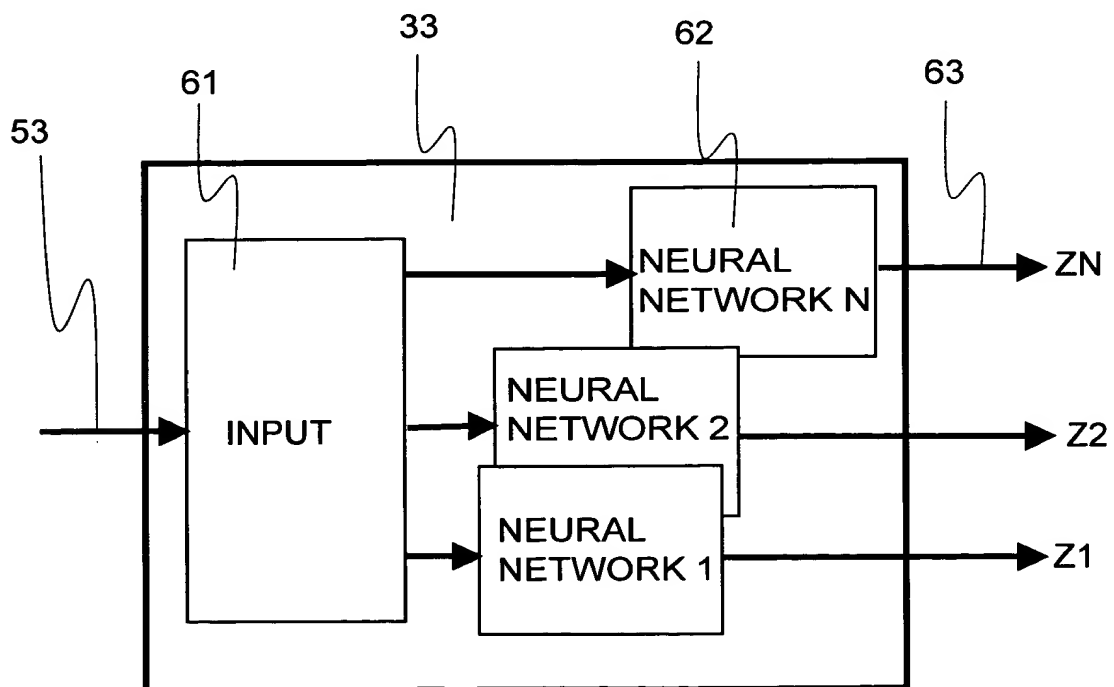 33
62
63
61
53
NEURAL
NETWORK N
ZN
NEURAL
NETWORK 2
Z2
INPUT
NEURAL
NETWORK 1
Z1